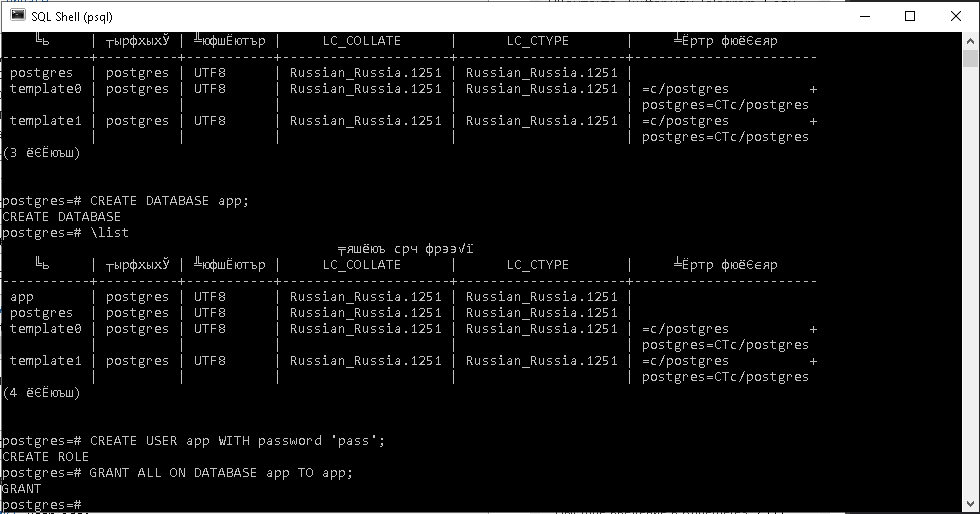 SQL Shell (psql)
╚ь | ┬ырфхыхЎ | ╩юфшЁютър | LC_COLLATE | LC_CTYPE | ╧Ёртр фюёЄєяр
-----------+----------+-----------+---------------------+---------------------+-----------------------
postgres | postgres | UTF8 | Russian_Russia.1251 | Russian_Russia.1251 |
template0 | postgres | UTF8 | Russian_Russia.1251 | Russian_Russia.1251 | =c/postgres +
| | | | | postgres=CTc/postgres
template1 | postgres | UTF8 | Russian_Russia.1251 | Russian_Russia.1251 | =c/postgres +
| | | | | postgres=CTc/postgres
(3 ёЄЁюъш)
postgres=# CREATE DATABASE app;
CREATE DATABASE
postgres=# \list
╤яшёюъ срч фрээ√ї
╚ь | ┬ырфхыхЎ | ╩юфшЁютър | LC_COLLATE | LC_CTYPE | ╧Ёртр фюёЄєяр
-----------+----------+-----------+---------------------+---------------------+-----------------------
app | postgres | UTF8 | Russian_Russia.1251 | Russian_Russia.1251 |
postgres | postgres | UTF8 | Russian_Russia.1251 | Russian_Russia.1251 |
template0 | postgres | UTF8 | Russian_Russia.1251 | Russian_Russia.1251 | =c/postgres +
| | | | | postgres=CTc/postgres
template1 | postgres | UTF8 | Russian_Russia.1251 | Russian_Russia.1251 | =c/postgres +
| | | | | postgres=CTc/postgres
(4 ёЄЁюъш)
postgres=# CREATE USER app WITH password 'pass';
CREATE ROLE
postgres=# GRANT ALL ON DATABASE app TO app;
GRANT
postgres=#